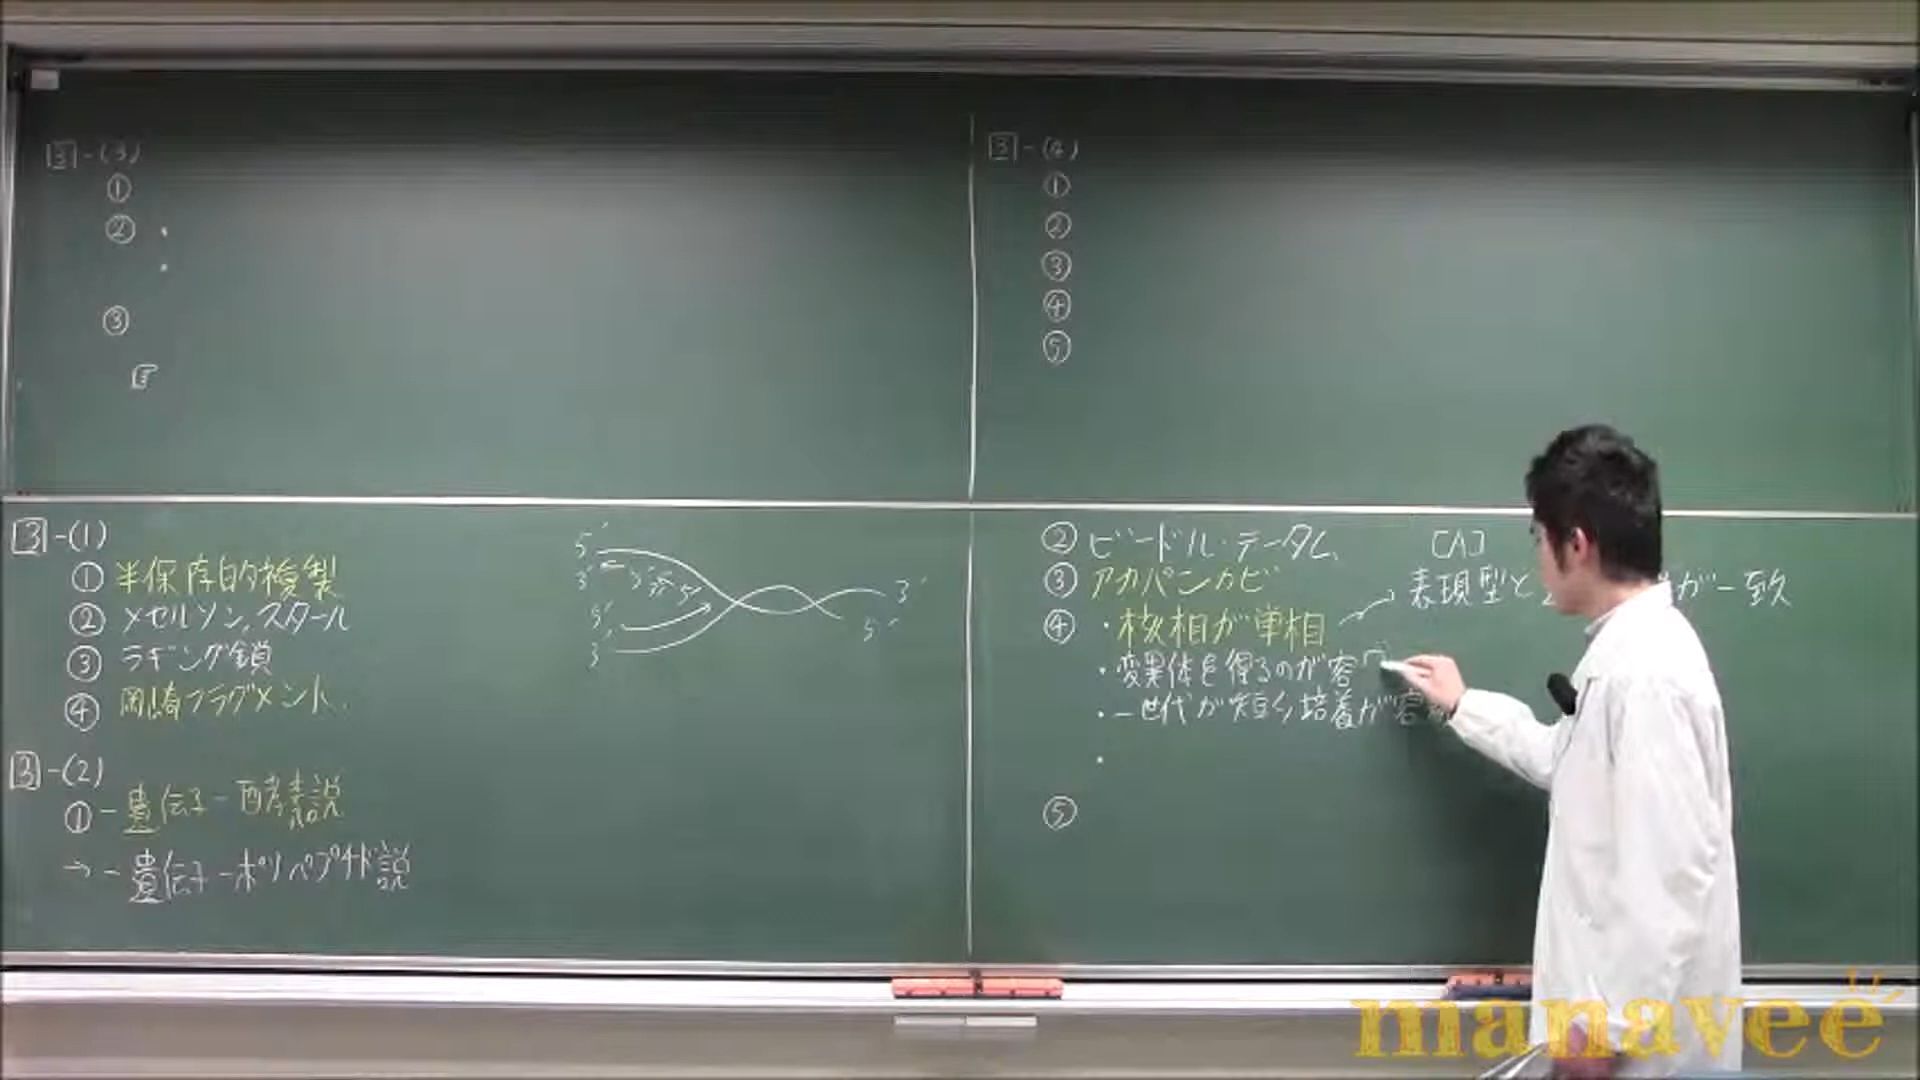 3-(3)
①
②・
・
③
3-(4)
①
②
③
④
⑤
3-(1)
①半保存的複製
②メセルソン,スタール
③ラギング鎖
④岡崎フラグメント
3-(2)
①一遺伝子一酵素説
→一遺伝子一ポリペプチド説
5′
3′
5′
3′
3′
5′
②ビードル・テータム
③アカパンカビ
④・核相が単相
[A]
表現型と が一致
・変異体を得るのが容
・一世代が短く培養が容
・
⑤
manavee